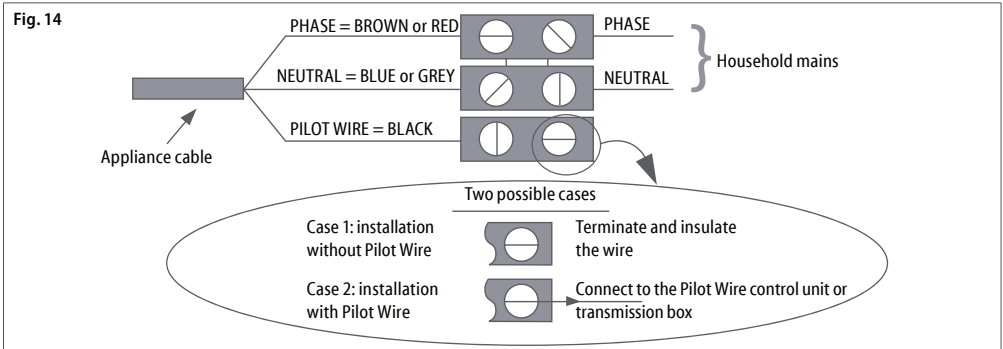 Fig. 14
PHASE = BROWN or RED
PHASE
Household mains
NEUTRAL = BLUE or GREY
NEUTRAL
PILOT WIRE = BLACK
Appliance cable
Two possible cases
Case 1: installation
without Pilot Wire
Terminate and insulate
the wire
Case 2: installation
with Pilot Wire
Connect to the Pilot Wire control unit or
transmission box